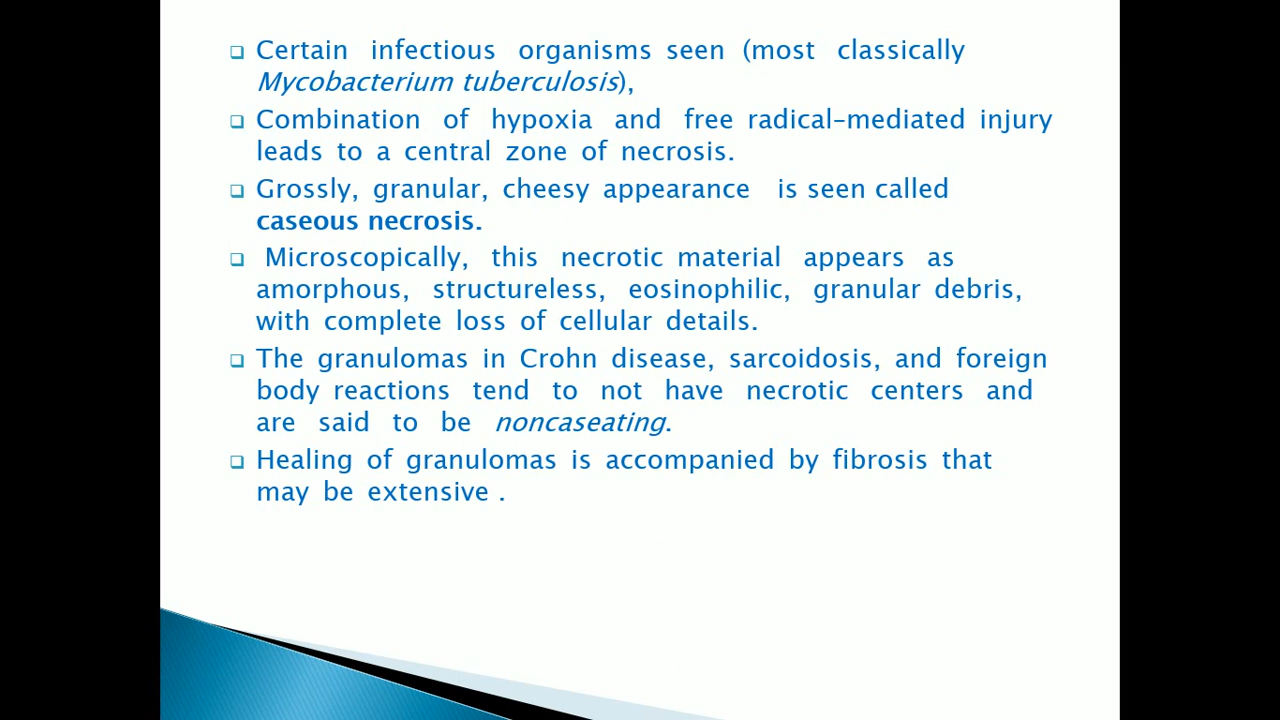 Certain infectious organisms seen (most classically
Mycobacterium tuberculosis),
Combination of hypoxia and free radical-mediated injury
leads to a central zone of necrosis.
Grossly, granular, cheesy appearance is seen called
caseous necrosis.
Microscopically, this necrotic material appears as
amorphous, structureless, eosinophilic, granular debris,
with complete loss of cellular details.
The granulomas in Crohn disease, sarcoidosis, and foreign
body reactions tend to not have necrotic centers and
are said to be noncaseating.
Healing of granulomas is accompanied by fibrosis that
may be extensive .